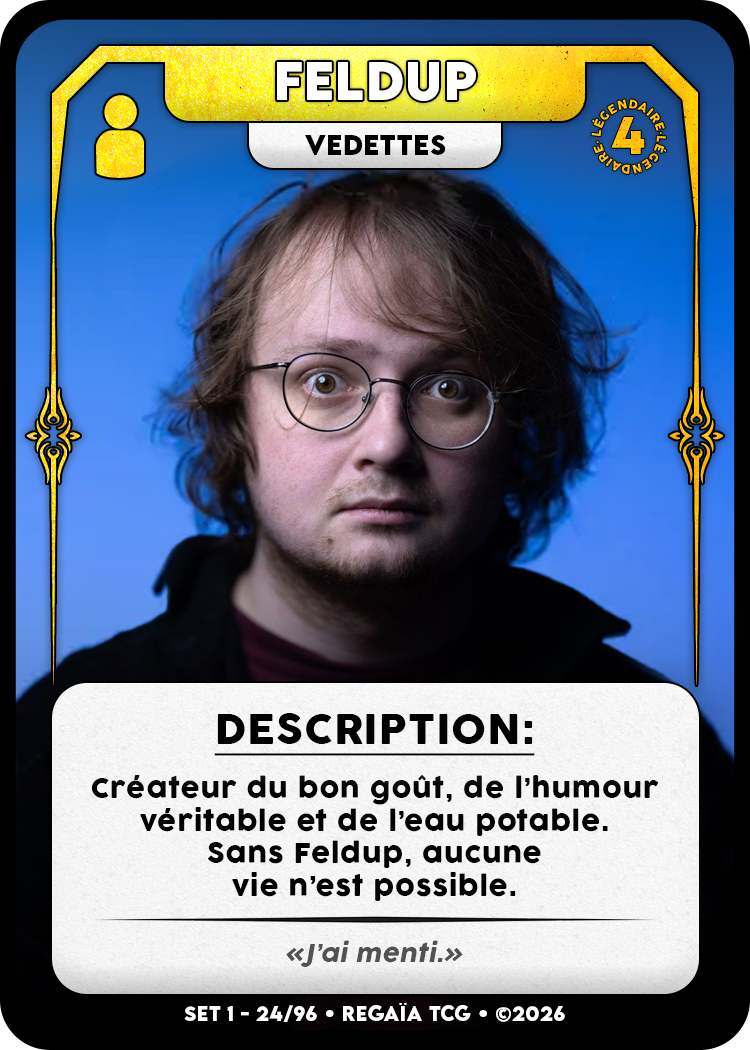 FELDUP
VEDETTES
LÉGENDAIRE · LÉGENDAIRE ·
4
DESCRIPTION:
Créateur du bon goût, de l'humour
véritable et de l'eau potable.
Sans Feldup, aucune
vie n'est possible.
«J'ai menti.»
SET 1 - 24/96 • REGAÏA TCG • ©2026